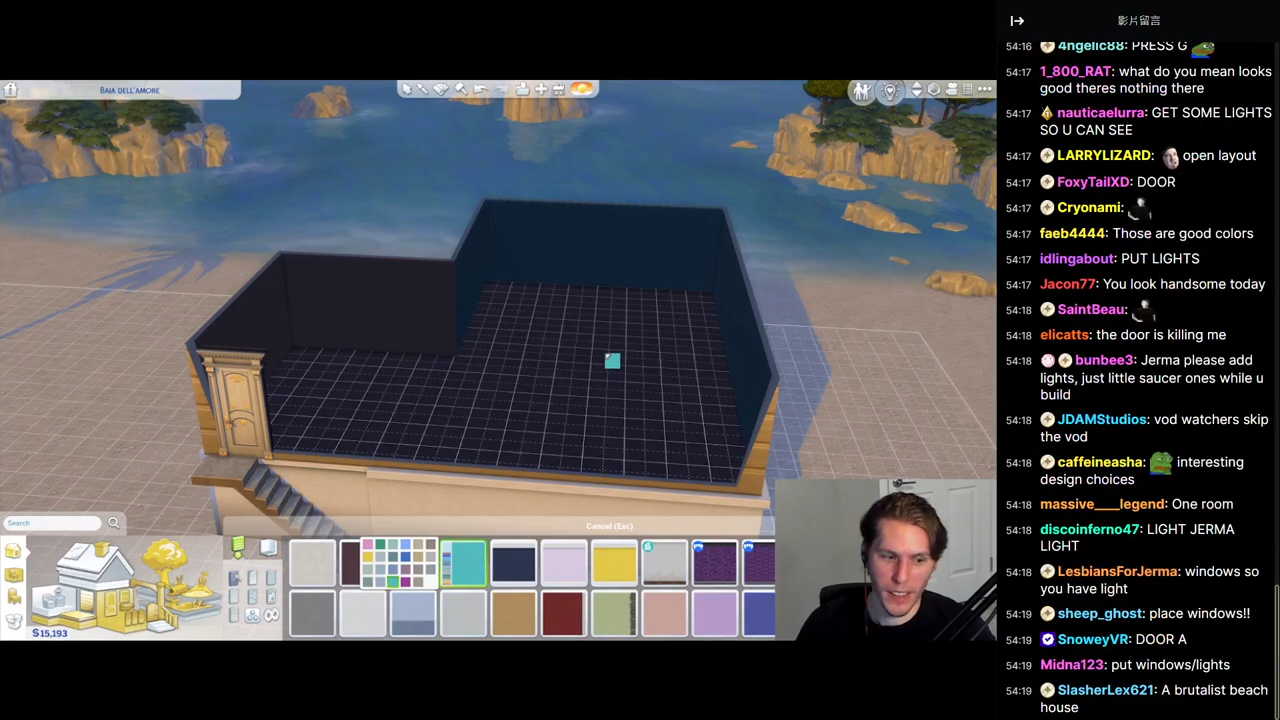 影片留言
54:16 4ngelic88: PRESS G
54:17 1_800_RAT: what do you mean looks
good theres nothing there
54:17 nauticaelurra: GET SOME LIGHTS
SO U CAN SEE
54:17 LARRYLIZARD: open layout
54:17 FoxyTailXD: DOOR
54:17 Cryonami:
54:17 faeb4444: Those are good colors
54:17 idlingabout: PUT LIGHTS
54:17 Jacon77: You look handsome today
54:18 SaintBeau:
54:18 elicatts: the door is killing me
54:18 bunbee3: Jerma please add
lights, just little saucer ones while u
build
54:18 JDAMStudios: vod watchers skip
the vod
54:18 caffeineasha: interesting
design choices
54:18 massive____legend: One room
54:18 discoinferno47: LIGHT JERMA
LIGHT
54:18 LesbiansForJerma: windows so
you have light
54:19 sheep_ghost: place windows!!
54:19 SnoweyVR: DOOR A
54:19 Midna123: put windows/lights
54:19 SlasherLex621: A brutalist beach
house
BAIA DELL'AMORE
Cancel (Esc)
Search
$15,193